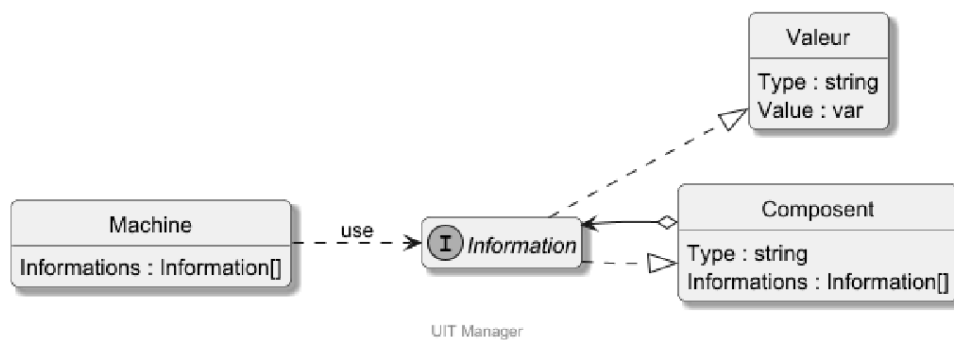 Valeur
Type : string
Value : var
Machine
Informations : Information[]
use
I
Information
Composent
Type : string
Informations : Information[]
UIT Manager